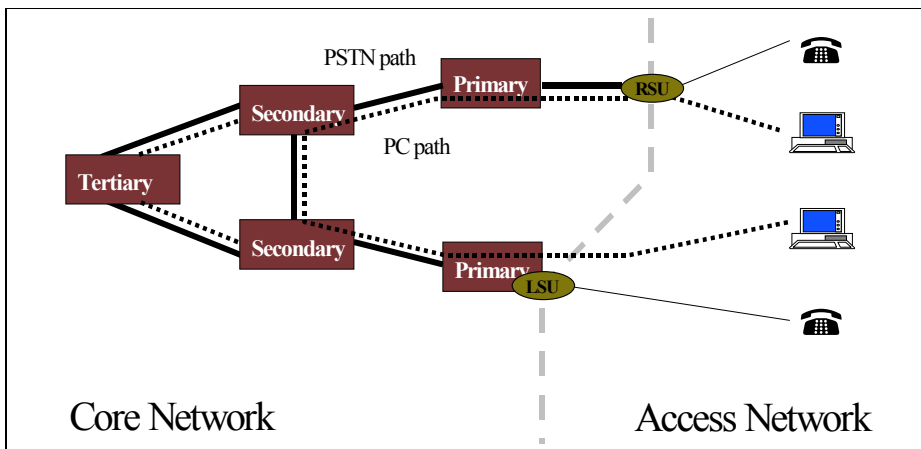 PSTN path
Primary
RSU
Secondary
PC path
Tertiary
Secondary
Primary
LSU
Core Network
Access Network